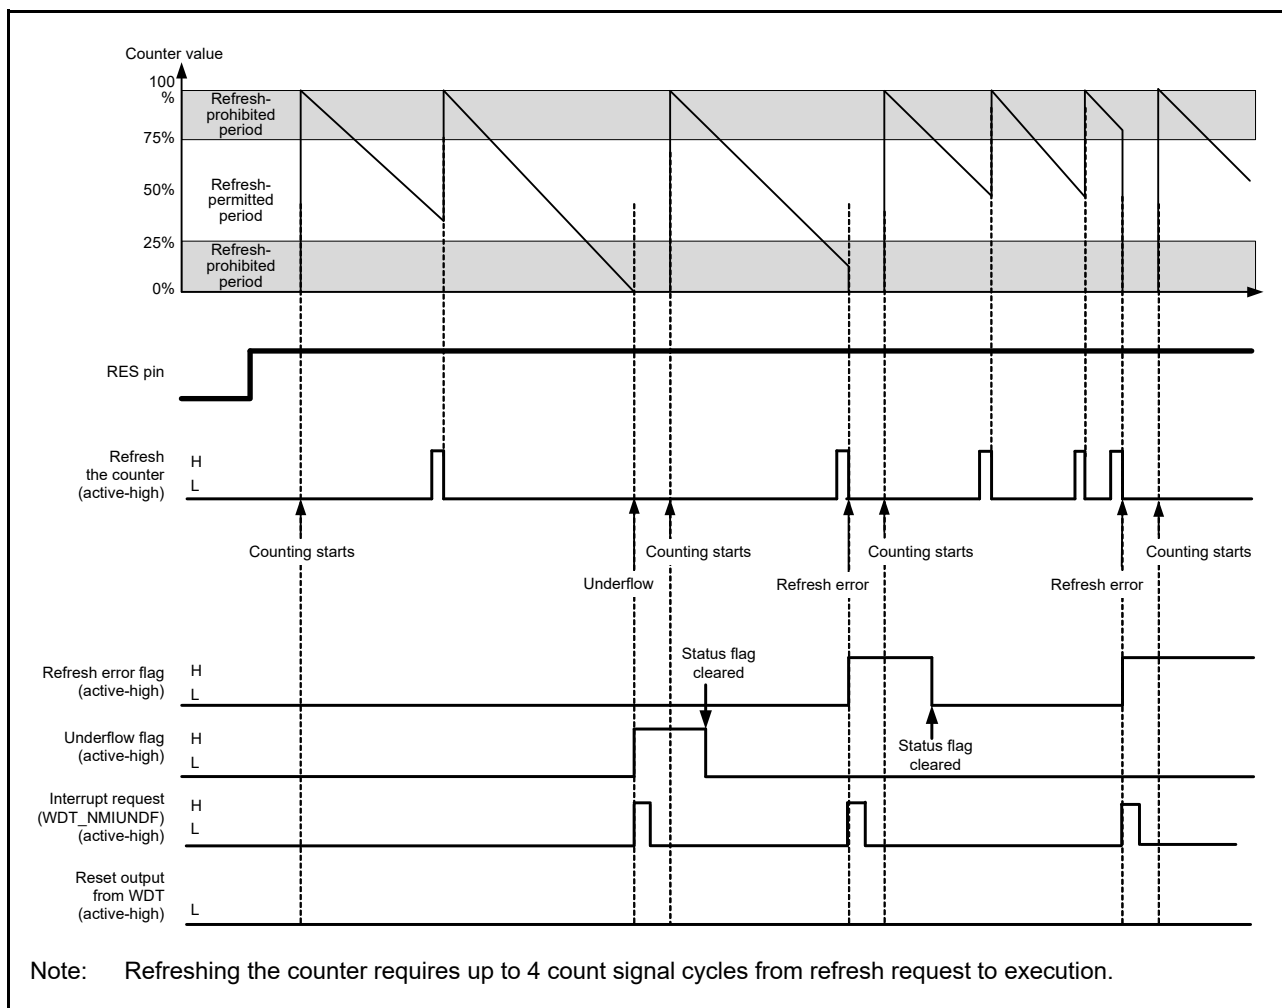 Counter value
100
%
Refresh-
prohibited
period
75%
50%
Refresh-
permitted
period
25%
Refresh-
prohibited
period
0%
RES pin
Refresh
the counter
(active-high)
H
L
Counting starts
Counting starts
Counting starts
Counting starts
Underflow
Refresh error
Refresh error
Refresh error flag
(active-high)
H
L
Status flag
cleared
Status flag
cleared
Underflow flag
(active-high)
H
L
Interrupt request
(WDT_NMIUNDF)
(active-high)
H
L
Reset output
from WDT
(active-high)
L
Note: Refreshing the counter requires up to 4 count signal cycles from refresh request to execution.